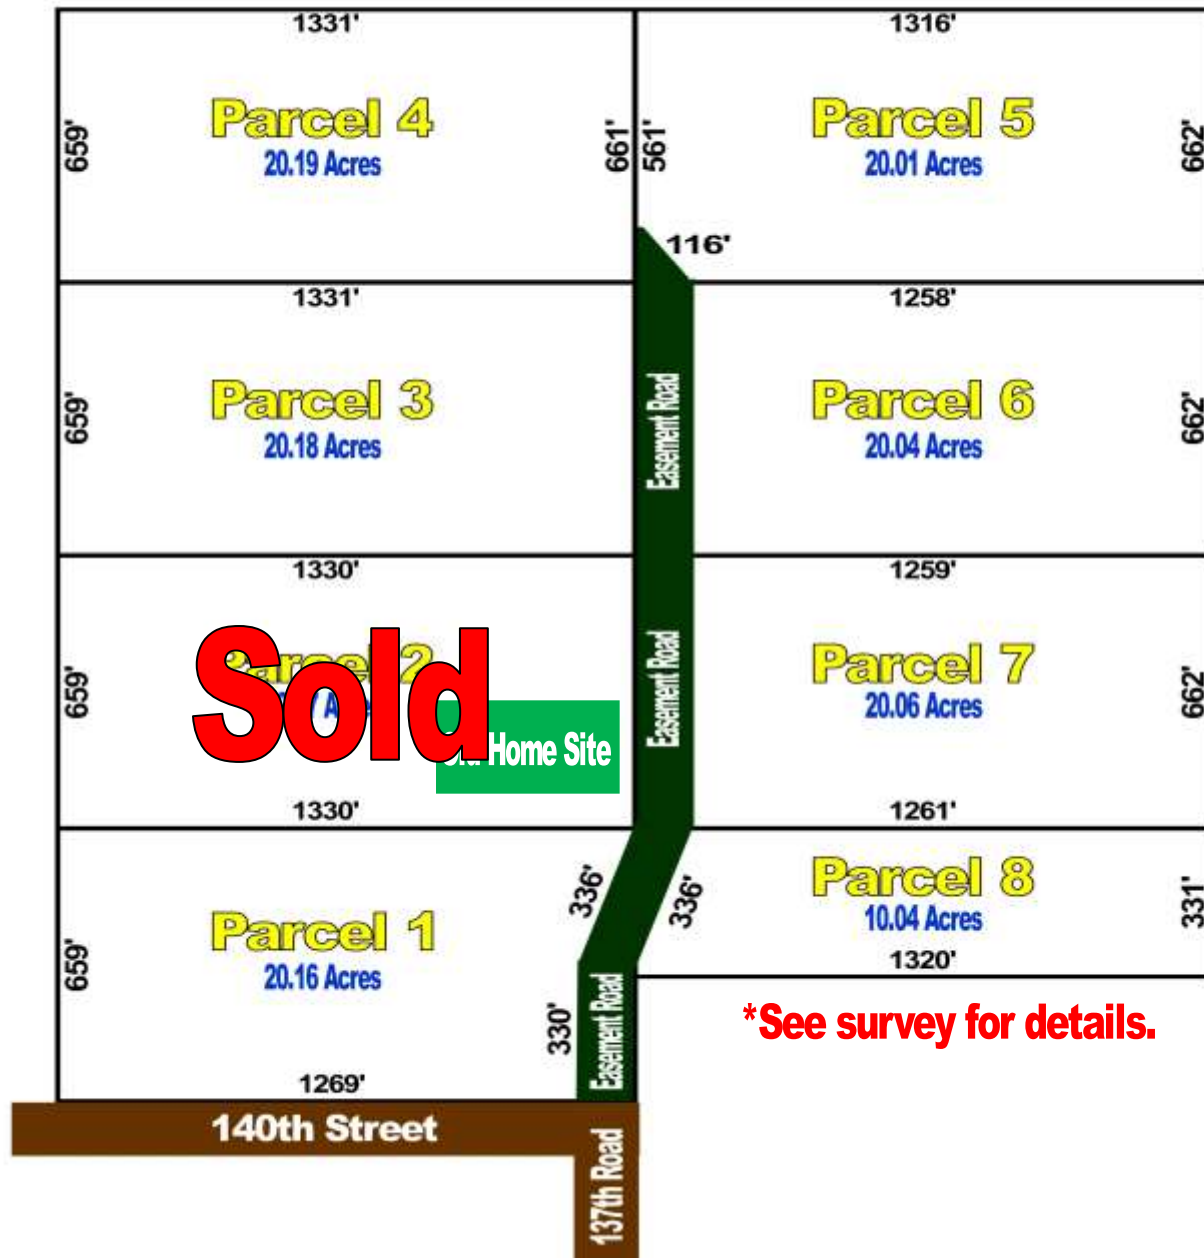 1331'
1316'
Parcel 4
20.19 Acres
659'
661'
561'
Parcel 5
20.01 Acres
662'
116'
1331'
1258'
Parcel 3
20.18 Acres
659'
Easement Road
Parcel 6
20.04 Acres
662'
1330'
1259'
Parcel 2
Sold
659'
Home Site
Easement Road
Parcel 7
20.06 Acres
662'
1330'
1261'
336'
336'
Parcel 8
10.04 Acres
331'
1320'
Parcel 1
20.16 Acres
659'
330'
Easement Road
*See survey for details.
1269'
140th Street
137th Road